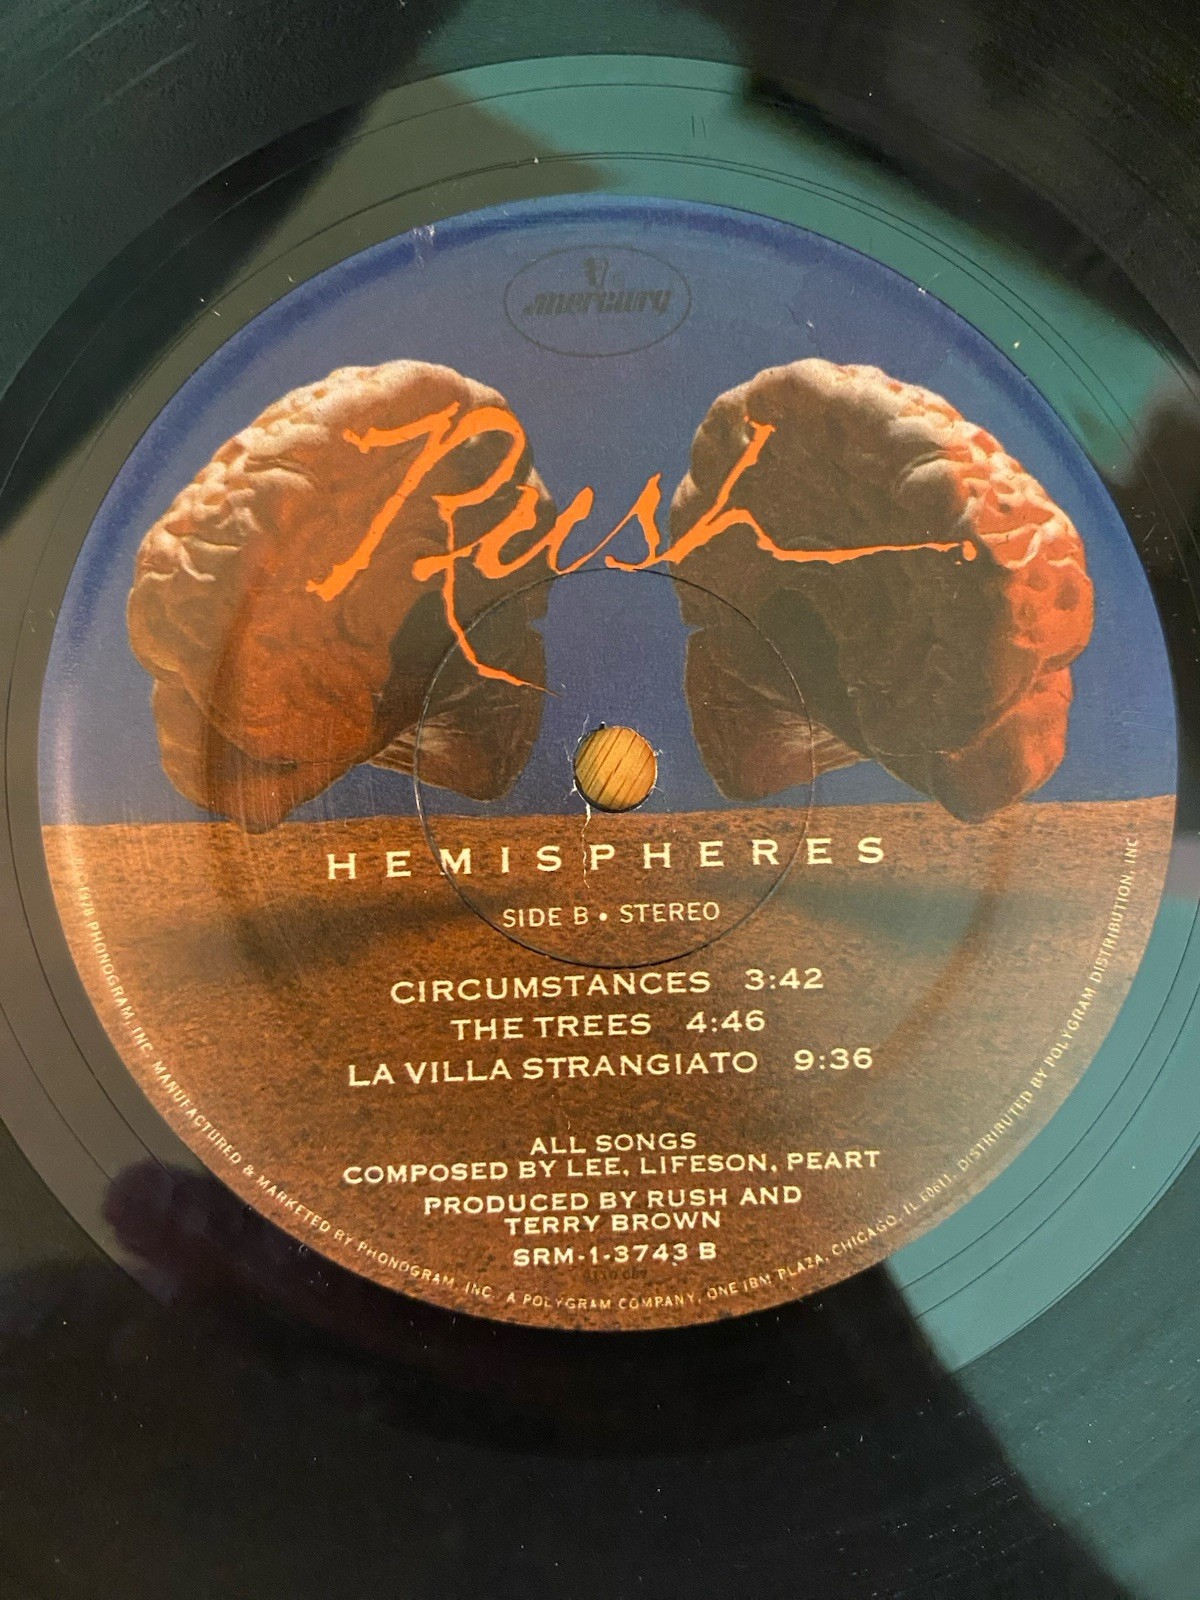 mercury
Rush
HEMISPHERES
SIDE B • STEREO
CIRCUMSTANCES 3:42
THE TREES 4:46
LA VILLA STRANGIATO 9:36
ALL SONGS
COMPOSED BY LEE, LIFESON, PEART
PRODUCED BY RUSH AND
TERRY BROWN
SRM-1-3743 B
1978 PHONOGRAM, INC MANUFACTURED & MARKETED BY PHONOGRAM, INC. A POLYGRAM COMPANY, ONE IBM PLAZA, CHICAGO, IL 60611. DISTRIBUTED BY POLYGRAM DISTRIBUTION, INC